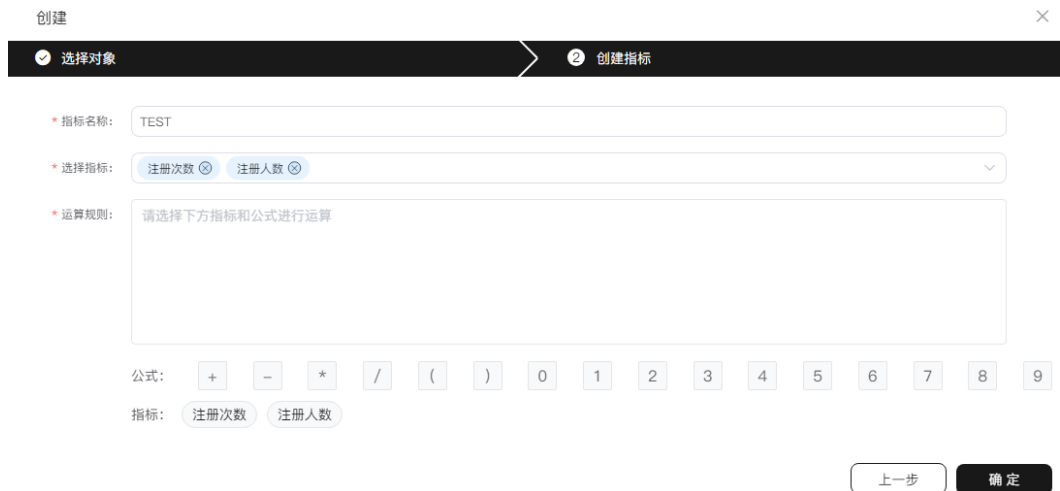 创建
选择对象 2 创建指标
* 指标名称: TEST
* 选择指标: 注册次数 注册人数
* 运算规则: 请选择下方指标和公式进行运算
公式: + - * / ( ) 0 1 2 3 4 5 6 7 8 9
指标: 注册次数 注册人数
上一步 确定